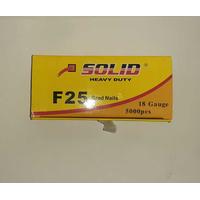 SOLID
HEAVY DUTY
F25 Brad Nails
18 Gauge
5000pcs